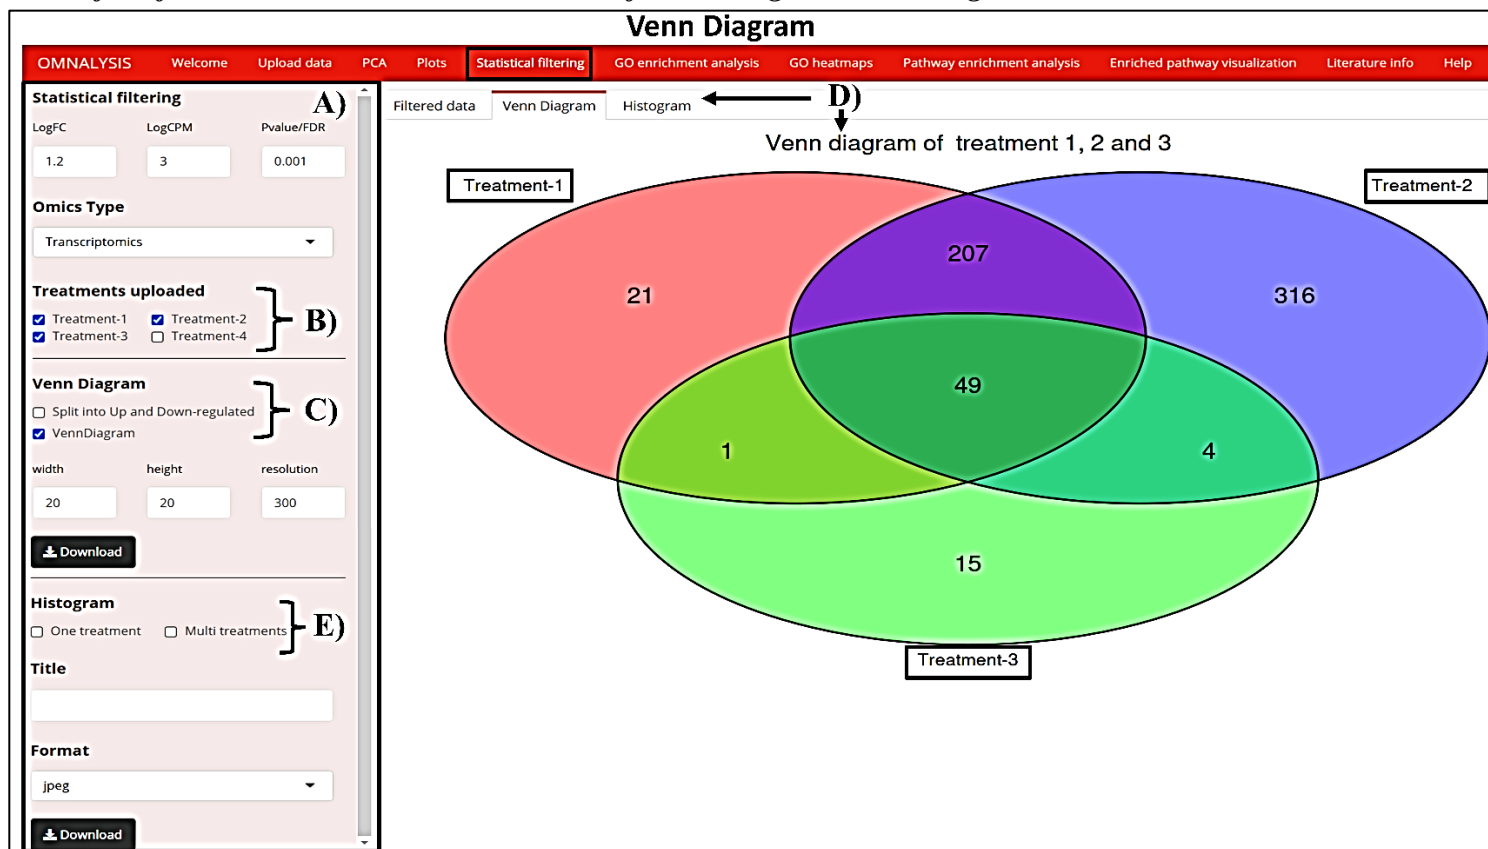 Venn Diagram
OMNALYSIS Welcome Upload data PCA Plots Statistical filtering GO enrichment analysis GO heatmaps Pathway enrichment analysis Enriched pathway visualization Literature info Help
Statistical filtering A)
LogFC LogCPM Pvalue/FDR
1.2 3 0.001
Omics Type
Transcriptomics
Treatments uploaded
Treatment-1 Treatment-2
Treatment-3 Treatment-4
B)
Venn Diagram
Split into Up and Down-regulated
VennDiagram
C)
width height resolution
20 20 300
Download
Histogram
One treatment Multi treatments
E)
Title
Format
jpeg
Download
Filtered data Venn Diagram Histogram D)
Venn diagram of treatment 1, 2 and 3
Treatment-1 Treatment-2
207
21 316
49
1 4
15
Treatment-3